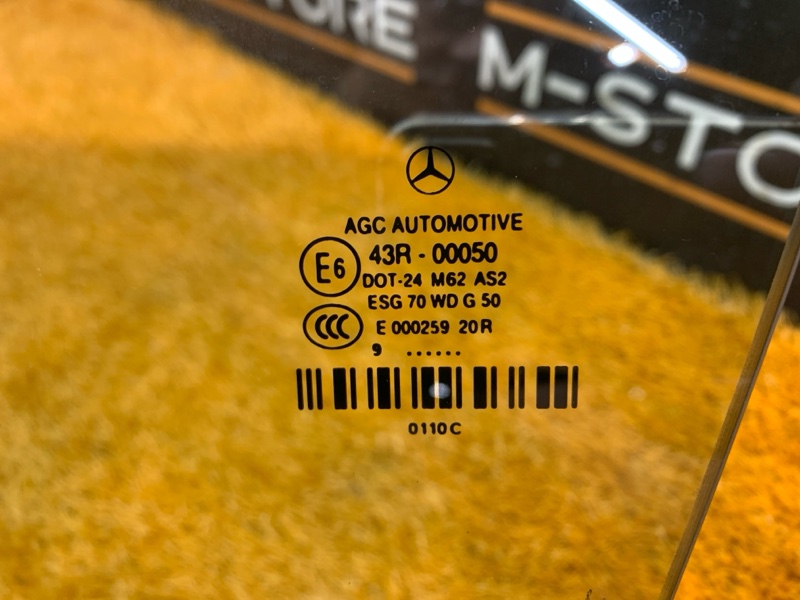 STORE
M-STO
AGC AUTOMOTIVE
E6
43R - 00050
DOT-24 M62 AS2
ESG 70 WD G 50
CCC
E 000259 20R
9 ......
0110C